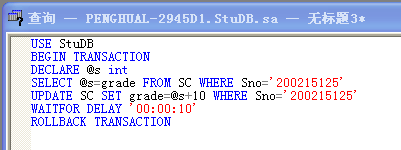 查询 — PENGHUAL-2945D1.StuDB.sa — 无标题3*
USE StuDB
BEGIN TRANSACTION
DECLARE @s int
SELECT @s=grade FROM SC WHERE Sno='200215125'
UPDATE SC SET grade=@s+10 WHERE Sno='200215125'
WAITFOR DELAY '00:00:10'
ROLLBACK TRANSACTION